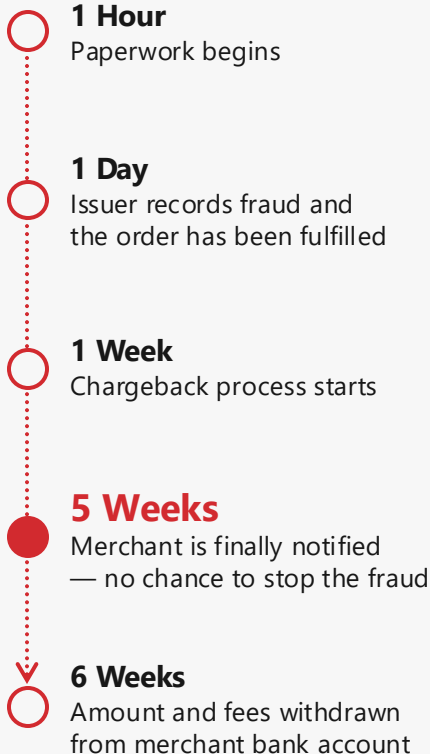 1 Hour
Paperwork begins
1 Day
Issuer records fraud and
the order has been fulfilled
1 Week
Chargeback process starts
5 Weeks
Merchant is finally notified
— no chance to stop the fraud
6 Weeks
Amount and fees withdrawn
from merchant bank account